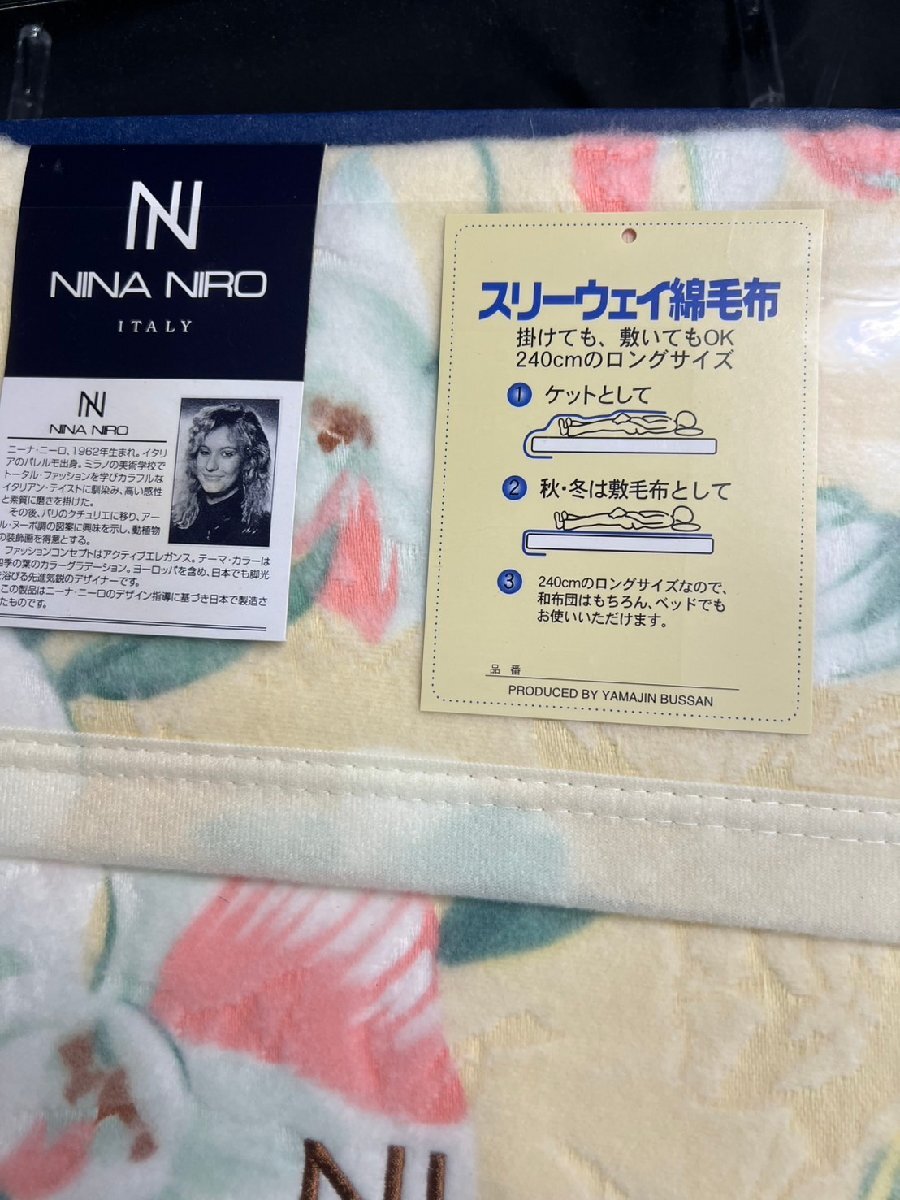 NINA NIRO
ITALY
NINA NIRO
ニーナ・ニーロ、1962年生まれ。イタリ
アのパレルモ出身。ミラノの美術学校で
トータル・ファッションを学びカラフルな
イタリアン・テイストに馴染み、高い感性
と素質に磨きを掛けた。
その後、パリのクチュリエに移り、アー
ル・ヌーボ調の図案に興味を示し、動植物
の装飾画を得意とする。
ファッションコンセプトはアクティブエレガンス。テーマ・カラーは
四季の葉のカラーグラデーション。ヨーロッパを含め、日本でも脚光
を浴びる先進気鋭のデザイナーです。
この製品はニーナ・ニーロのデザイン指導に基づき日本で製造さ
れたものです。
スリーウェイ綿毛布
掛けても、敷いてもOK
240cmのロングサイズ
1 ケットとして
2 秋・冬は敷毛布として
3 240cmのロングサイズなので、
和布団はもちろん、ベッドでも
お使いいただけます。
品番
PRODUCED BY YAMAJIN BUSSAN